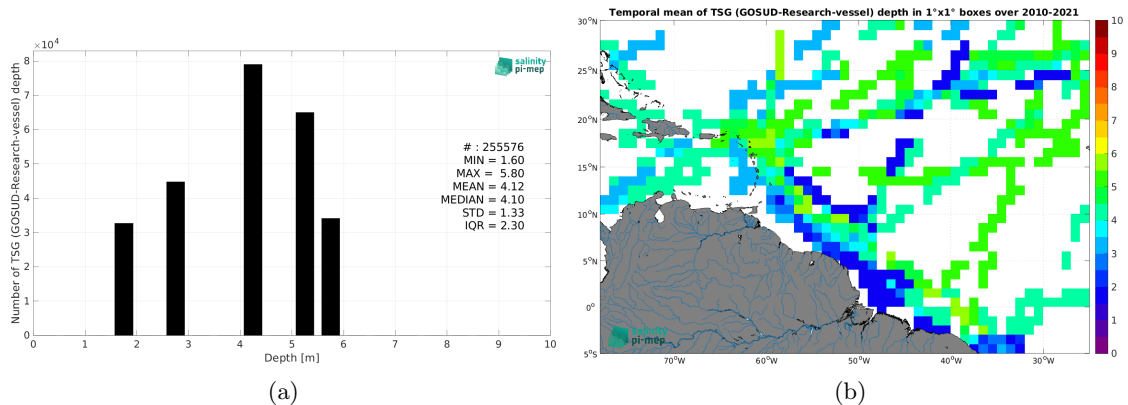 ×10⁴
8
7
6
5
4
3
2
1
0
Number of TSG (GOSUD-Research-vessel) depth
salinity
pi-mep
# : 255576
MIN = 1.60
MAX = 5.80
MEAN = 4.12
MEDIAN = 4.10
STD = 1.33
IQR = 2.30
0 1 2 3 4 5 6 7 8 9 10
Depth [m]
(a)
Temporal mean of TSG (GOSUD-Research-vessel) depth in 1°x1° boxes over 2010-2021
30°N
25°N
20°N
15°N
10°N
5°N
0°
5°S
salinity
pi-mep
70°W 60°W 50°W 40°W 30°W
10
9
8
7
6
5
4
3
2
1
0
(b)